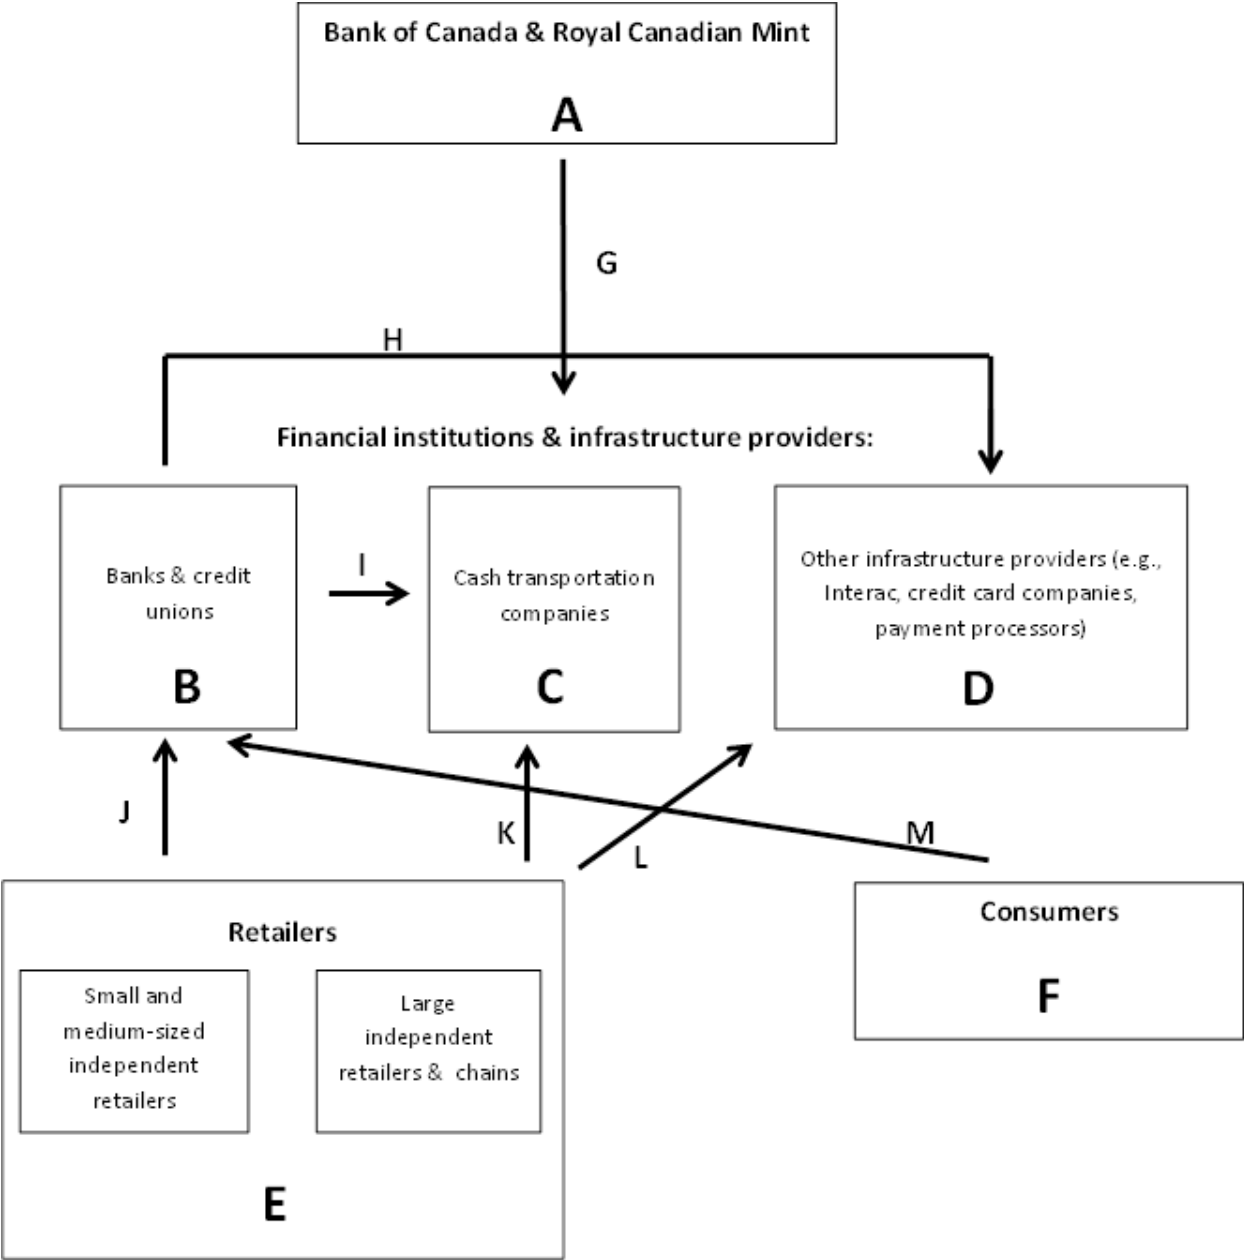 Bank of Canada & Royal Canadian Mint
A
G
H
Financial institutions & infrastructure providers:
Banks & credit
unions
B
I
Cash transportation
companies
C
Other infrastructure providers (e.g.,
Interac, credit card companies,
payment processors)
D
J
K
L
M
Retailers
Small and
medium-sized
independent
retailers
Large
independent
retailers & chains
E
Consumers
F